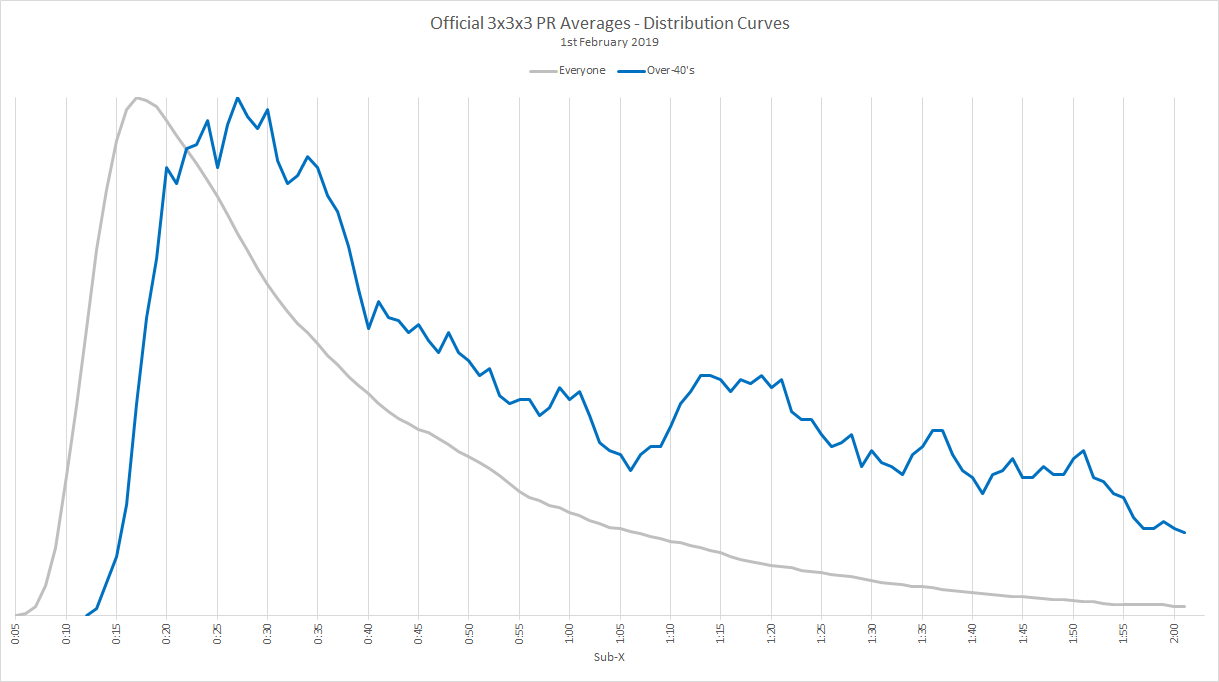 Official 3x3x3 PR Averages - Distribution Curves
1st February 2019
Everyone Over-40's
0:05 0:10 0:15 0:20 0:25 0:30 0:35 0:40 0:45 0:50 0:55 1:00 1:05 1:10 1:15 1:20 1:25 1:30 1:35 1:40 1:45 1:50 1:55 2:00
Sub-X